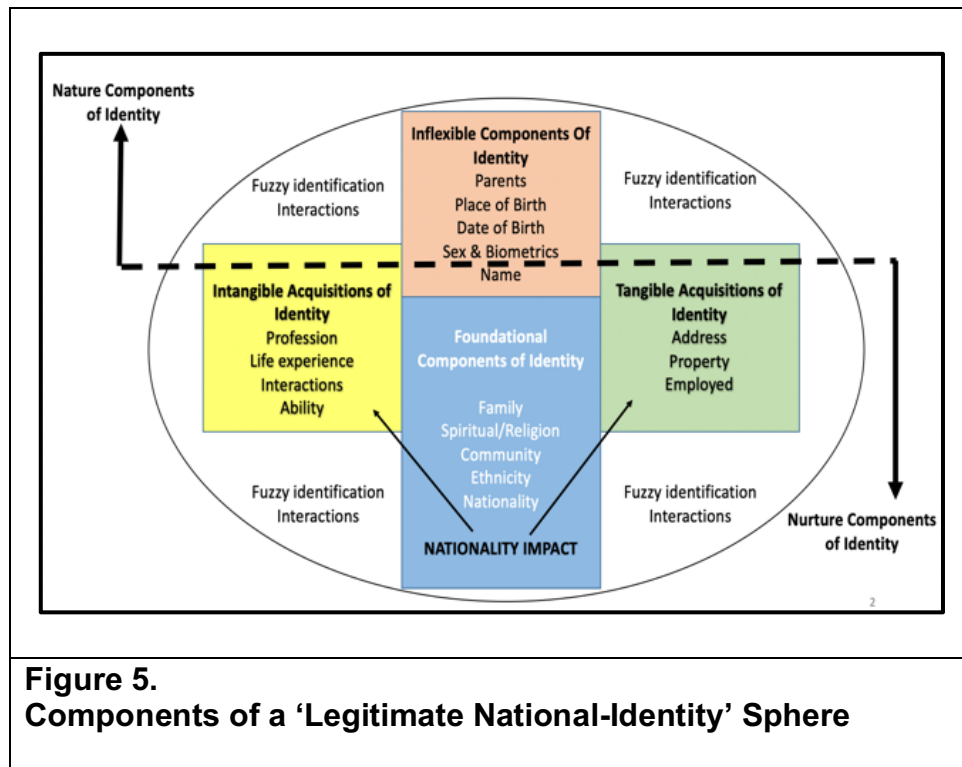 Nature Components
of Identity
Inflexible Components Of
Identity
Parents
Place of Birth
Date of Birth
Sex & Biometrics
Name
Fuzzy identification
Interactions
Fuzzy identification
Interactions
Intangible Acquisitions of
Identity
Profession
Life experience
Interactions
Ability
Foundational
Components of Identity
Family
Spiritual/Religion
Community
Ethnicity
Nationality
NATIONALITY IMPACT
Tangible Acquisitions of
Identity
Address
Property
Employed
Fuzzy identification
Interactions
Fuzzy identification
Interactions
Nurture Components
of Identity
2
Figure 5.
Components of a ‘Legitimate National-Identity’ Sphere